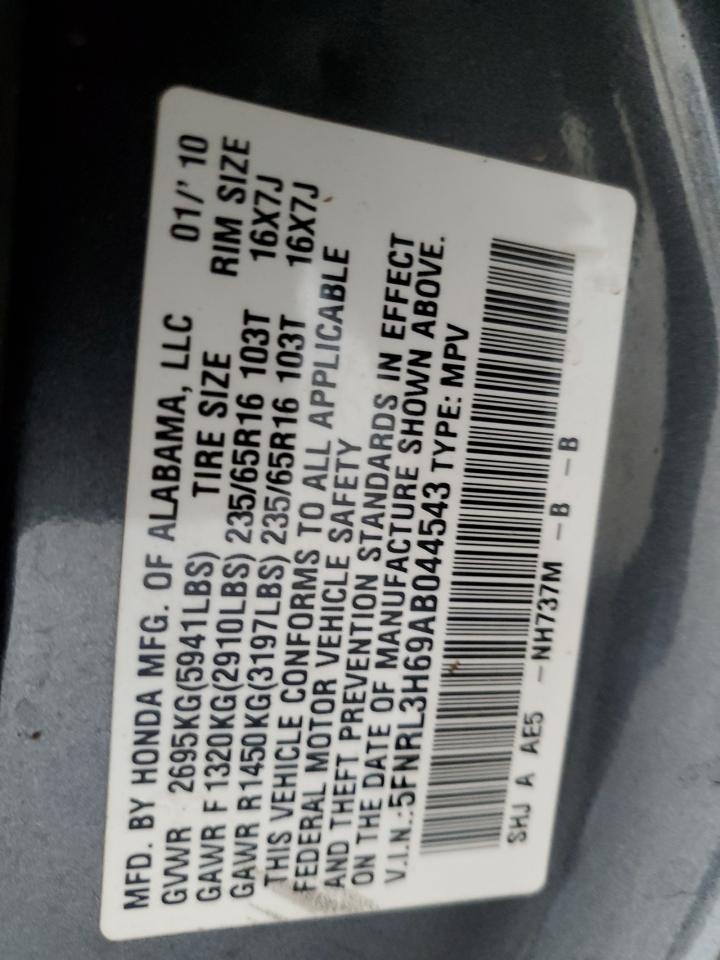 MFD. BY HONDA MFG. OF ALABAMA, LLC 01/'10
GVWR 2695KG(5941LBS) TIRE SIZE RIM SIZE
GAWR F 1320KG(2910LBS) 235/65R16 103T 16X7J
GAWR R1450KG(3197LBS) 235/65R16 103T 16X7J
THIS VEHICLE CONFORMS TO ALL APPLICABLE
FEDERAL MOTOR VEHICLE SAFETY
AND THEFT PREVENTION STANDARDS IN EFFECT
ON THE DATE OF MANUFACTURE SHOWN ABOVE.
V.I.N.:5FNRL3H69AB044543 TYPE: MPV
SHJ A AE5 -NH737M -B -B